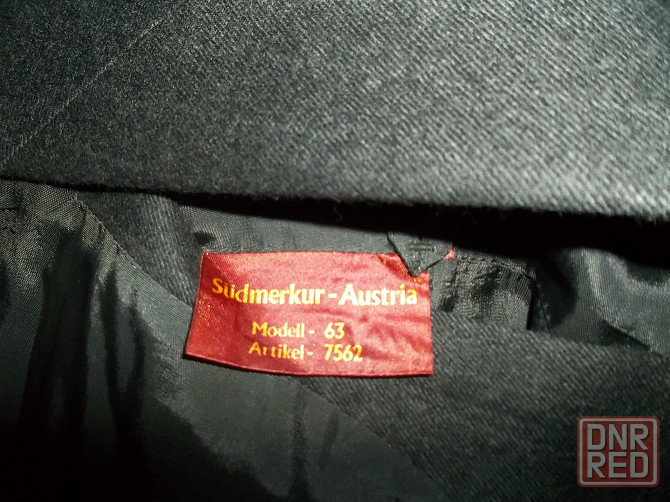 Südmerkur-Austria
Modell- 63
Artikel- 7562
DNR
RED